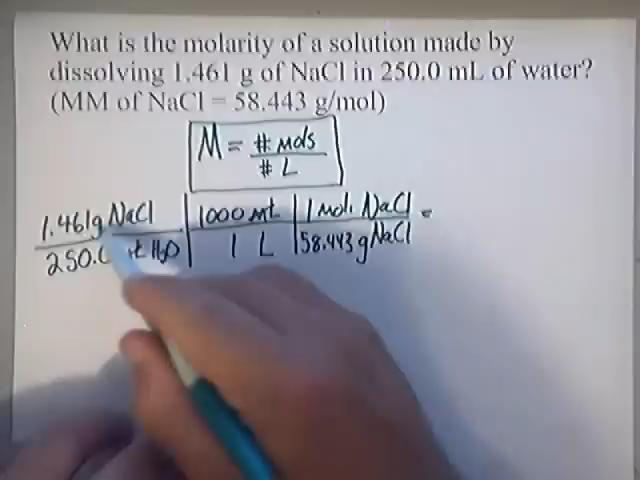 What is the molarity of a solution made by
dissolving 1.461 g of NaCl in 250.0 mL of water?
(MM of NaCl = 58.443 g/mol)
M = # mols
# L
1.461g NaCl | 1000 mL | 1 mol NaCl =
250.0 mL H2O | 1 L | 58.443 g NaCl